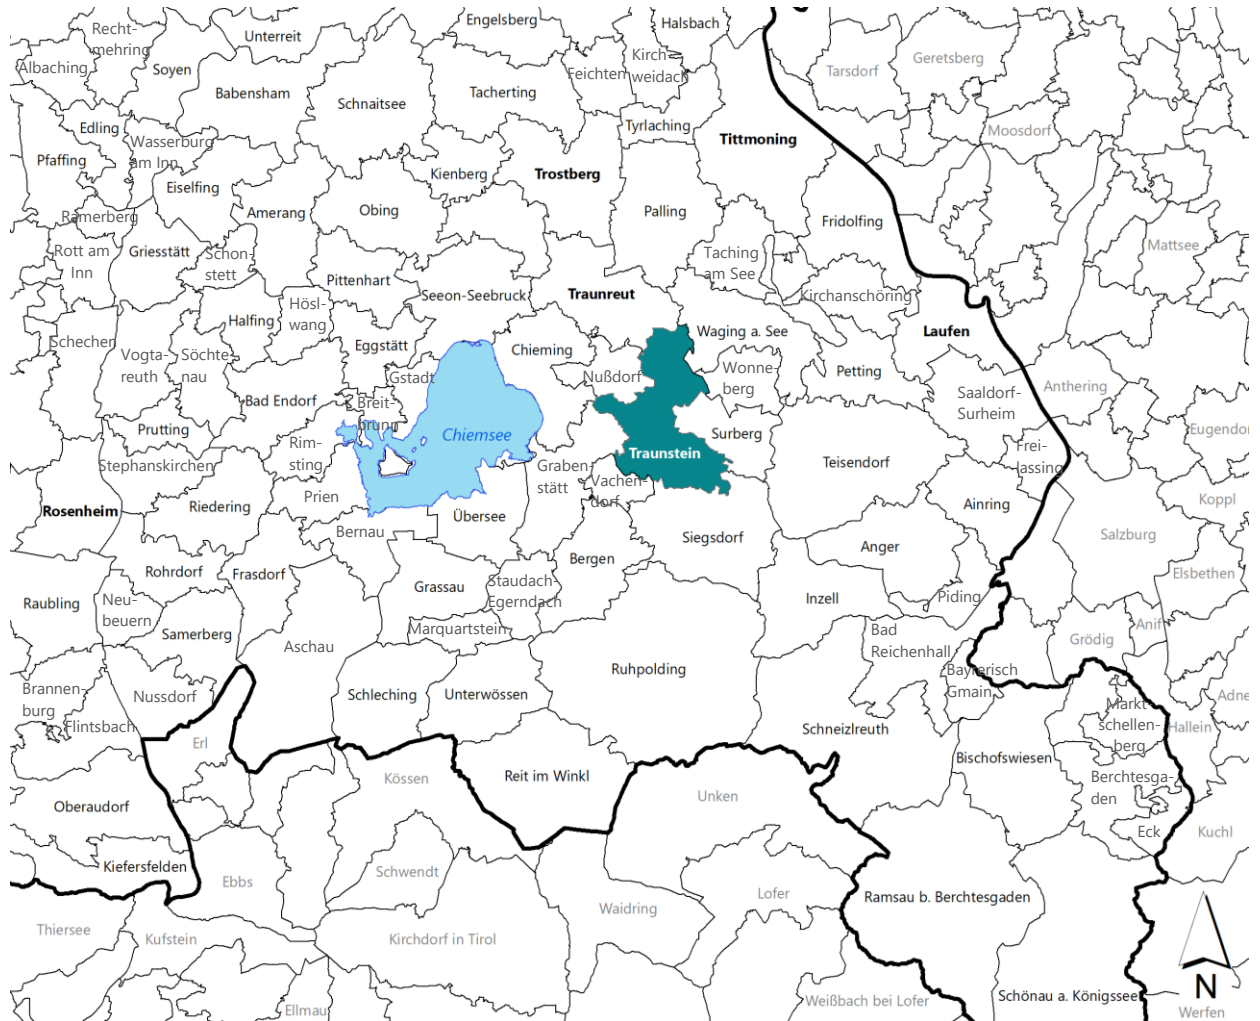 Engelsberg
Halsbach
Recht-
mehring
Unterreit
Albaching
Soyen
Feichten
Kirch-
weidach
Tarsdorf
Geretsberg
Babensham
Schnaitsee
Tacherting
Edling
Wasserburg
am Inn
Tyrlaching
Tittmoning
Moosdorf
Pfaffing
Eiselfing
Kienberg
Trostberg
Ramerberg
Amerang
Obing
Palling
Fridolfing
Rott am
Inn
Griesstätt
Schon-
stett
Taching
am See
Mattsee
Pittenhart
Seeon-Seebruck
Traunreut
Kirchanschöring
Halfing
Hösl-
wang
Schechen
Vogta-
reuth
Söchte-
nau
Eggstätt
Chieming
Waging a. See
Laufen
Gstadt
Nußdorf
Wonne-
berg
Petting
Anthering
Bad Endorf
Breit-
brunn
Saaldorf-
Surheim
Prutting
Chiemsee
Surberg
Eugendor
Stephanskirchen
Rim-
sting
Traunstein
Teisendorf
Frei-
lassing
Graben-
stätt
Vachen-
dorf
Koppl
Rosenheim
Riedering
Prien
Übersee
Ainring
Bernau
Siegsdorf
Anger
Salzburg
Rohrdorf
Frasdorf
Grassau
Bergen
Elsbethen
Raubling
Neu-
beuern
Staudach-
Egerndach
Inzell
Piding
Samerberg
Aschau
Marquartstein
Bad
Reichenhall
Grödig
Anif
Ruhpolding
Bayrerisch
Gmain
Brannen-
burg
Nussdorf
Schleching
Unterwössen
Adne
Flintsbach
Markt
schellen-
berg
Hallein
Erl
Schneizlreuth
Bischofswiesen
Kössen
Reit im Winkl
Oberaudorf
Unken
Berchtesga-
den
Eck
Kuchl
Kiefersfelden
Ebbs
Schwendt
Lofer
Ramsau b. Berchtesgaden
Waidring
Thiersee
Kufstein
Kirchdorf in Tirol
Ellmau
Weißbach bei Lofer
Schönau a. Königssee
N
Werfen